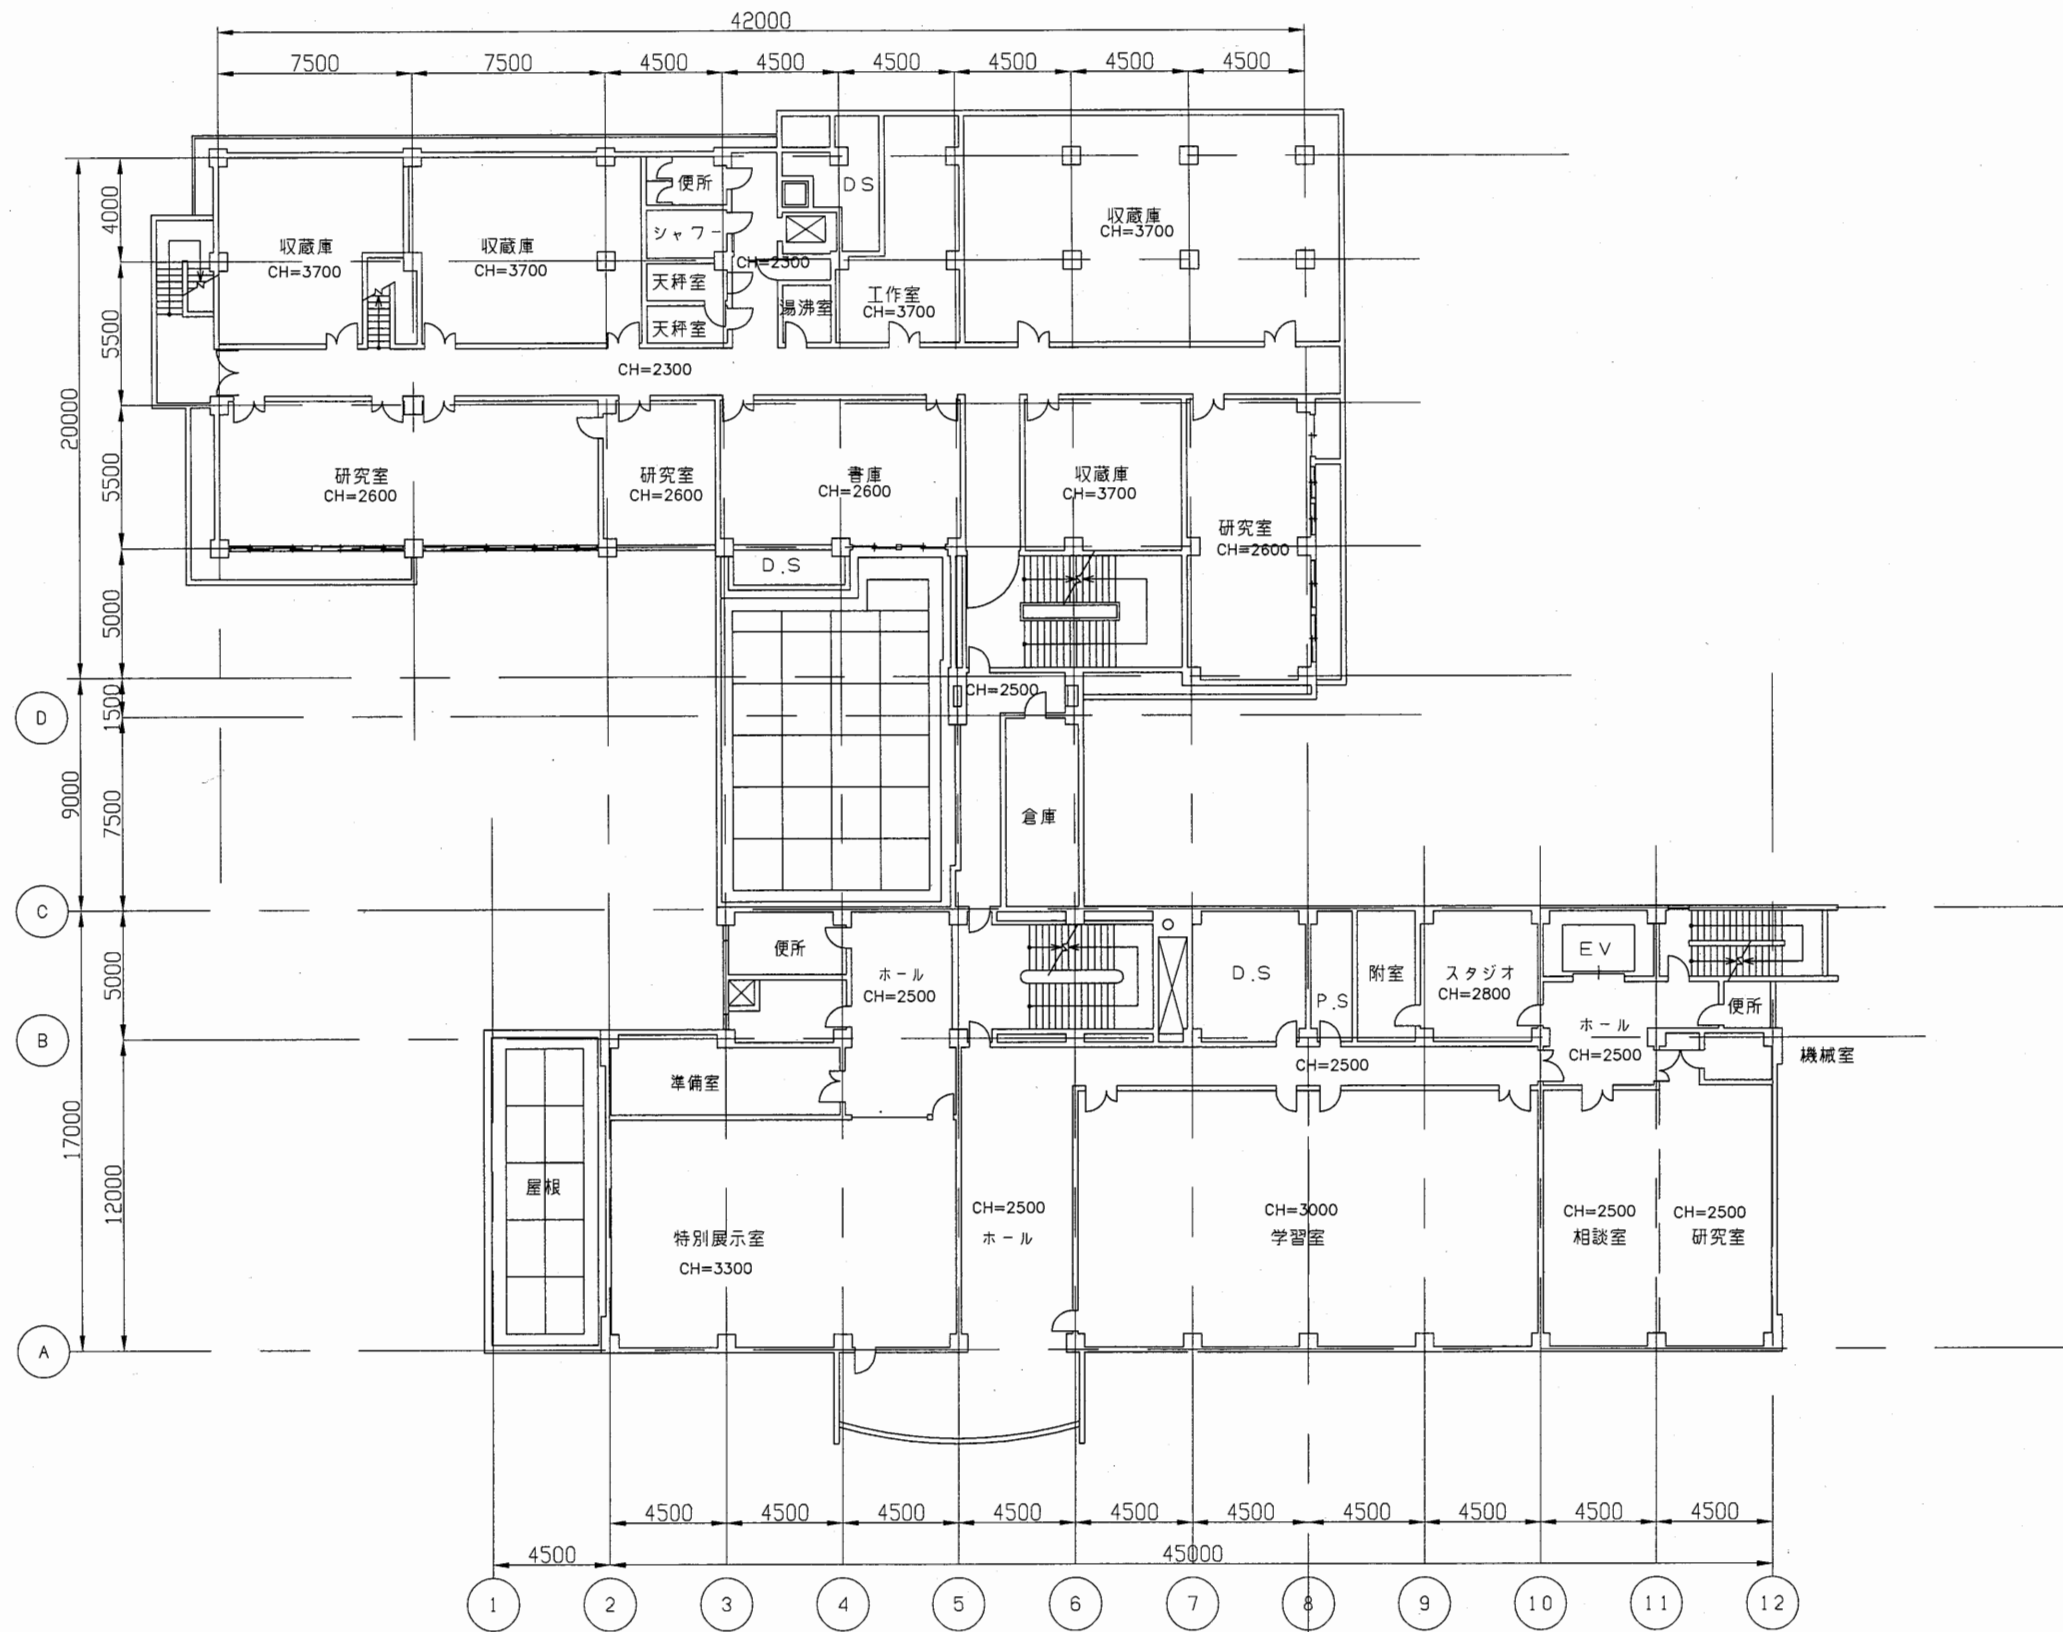 42000
7500 7500 4500 4500 4500 4500 4500 4500
4000
5500
20000
5500
5000
1500
9000
7500
5000
17000
12000
収蔵庫
CH=3700
収蔵庫
CH=3700
便所
シャワー
天秤室
天秤室
CH=2300
湯沸室
DS
工作室
CH=3700
収蔵庫
CH=3700
CH=2300
研究室
CH=2600
研究室
CH=2600
書庫
CH=2600
収蔵庫
CH=3700
研究室
CH=2600
D.S
CH=2500
倉庫
D
C
B
A
便所
ホール
CH=2500
D.S
P.S
附室
スタジオ
CH=2800
EV
便所
ホール
CH=2500
機械室
CH=2500
準備室
屋根
特別展示室
CH=3300
CH=2500
ホール
CH=3000
学習室
CH=2500
相談室
CH=2500
研究室
4500 4500 4500 4500 4500 4500 4500 4500 4500 4500
4500 45000
1 2 3 4 5 6 7 8 9 10 11 12